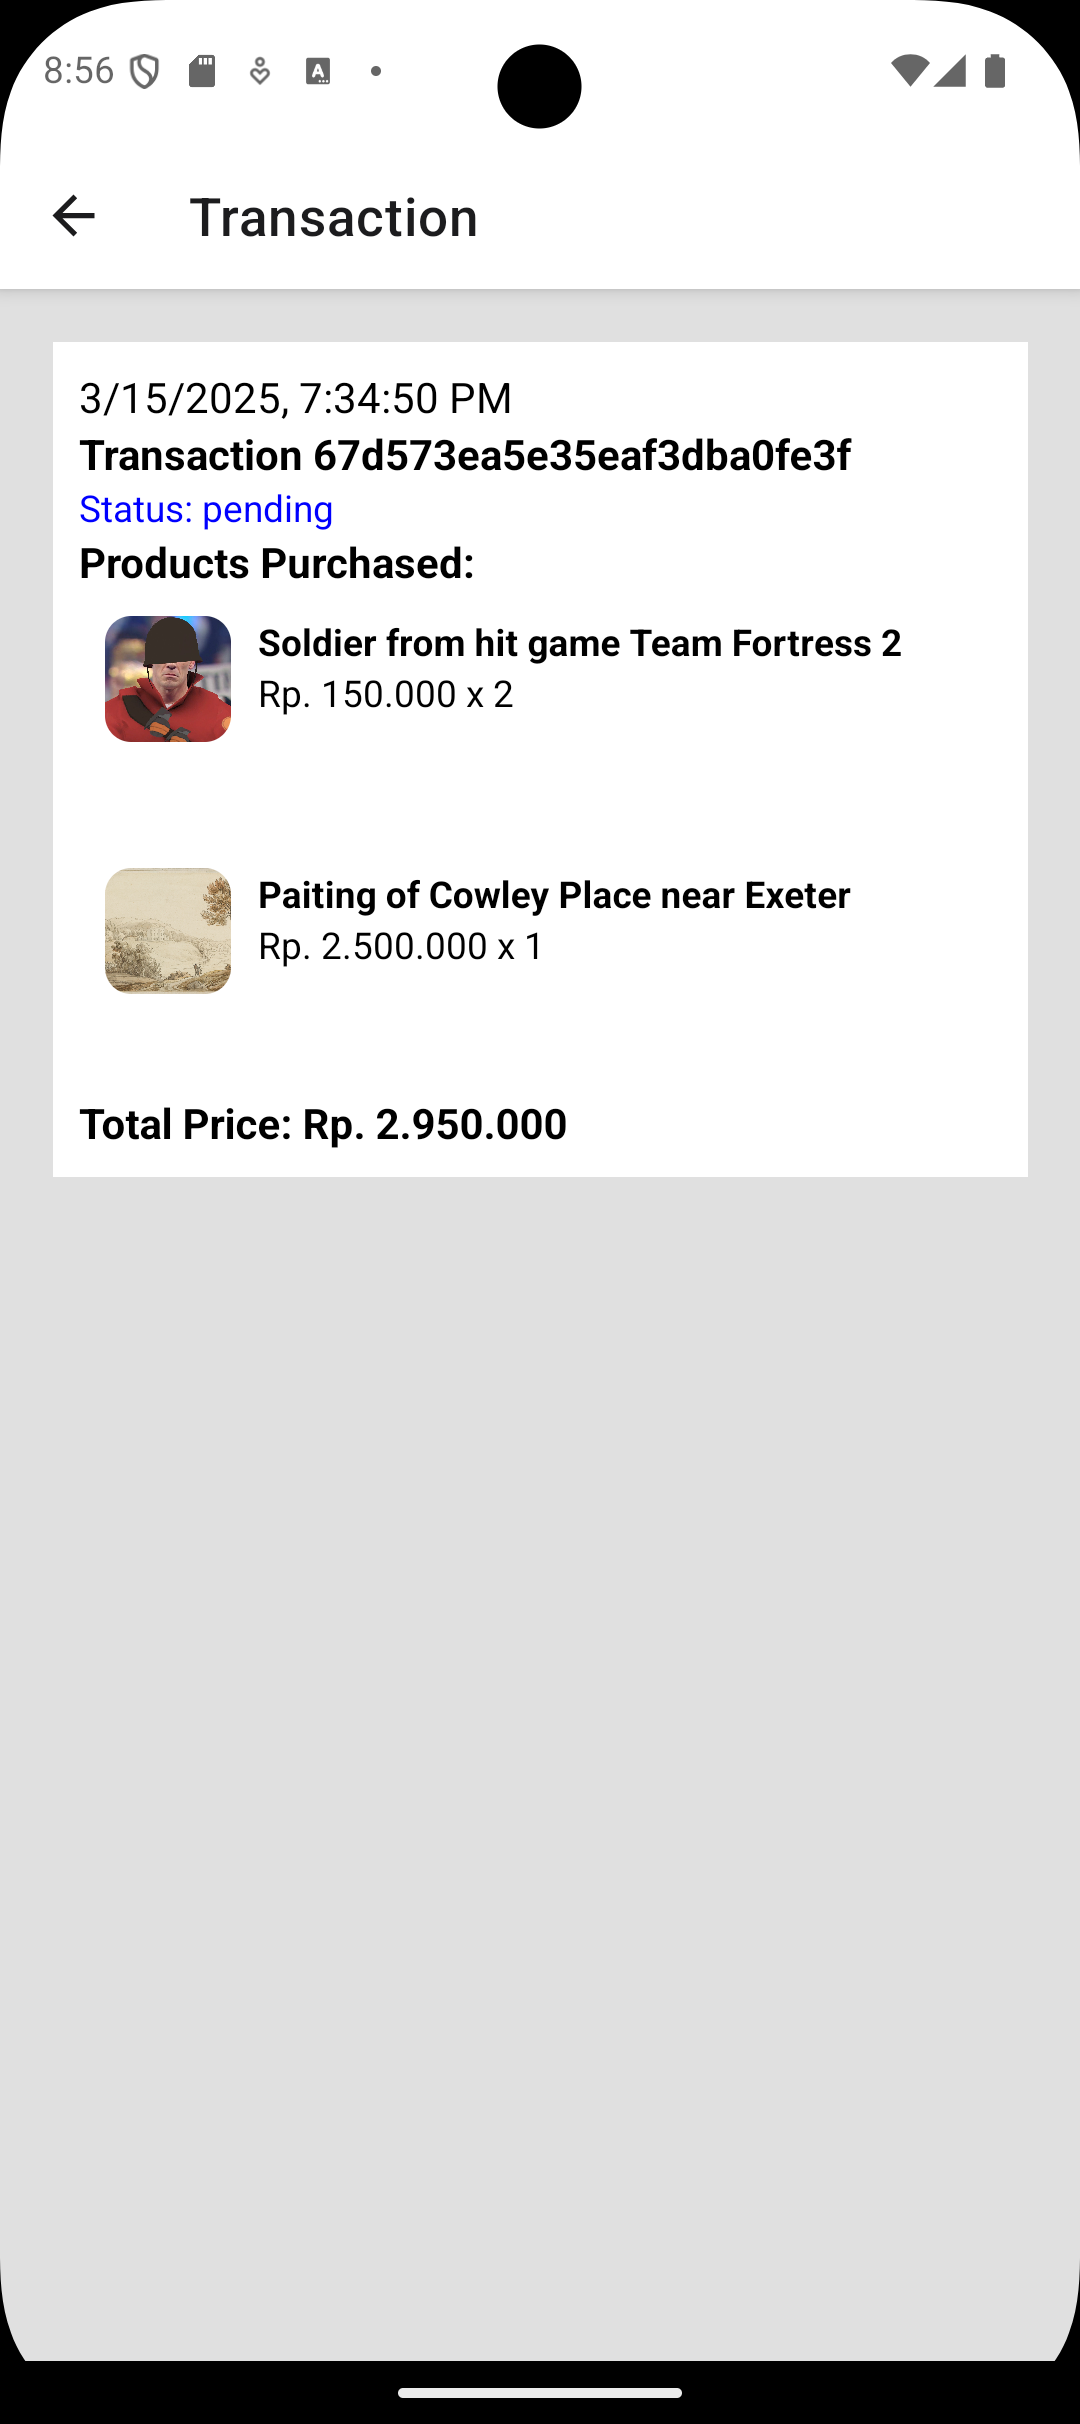 8:56
Transaction
3/15/2025, 7:34:50 PM
Transaction 67d573ea5e35eaf3dba0fe3f
Status: pending
Products Purchased:
Soldier from hit game Team Fortress 2
Rp. 150.000 x 2
Paiting of Cowley Place near Exeter
Rp. 2.500.000 x 1
Total Price: Rp. 2.950.000